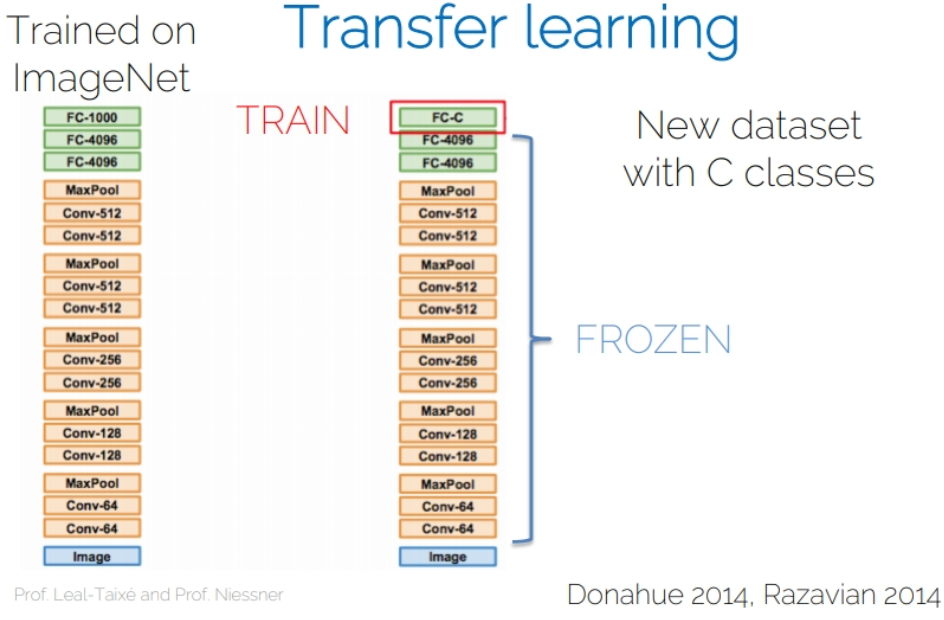 Transfer learning
Trained on
ImageNet
FC-1000
FC-4096
FC-4096
MaxPool
Conv-512
Conv-512
MaxPool
Conv-512
Conv-512
MaxPool
Conv-256
Conv-256
MaxPool
Conv-128
Conv-128
MaxPool
Conv-64
Conv-64
Image
TRAIN
FC-C
FC-4096
FC-4096
MaxPool
Conv-512
Conv-512
MaxPool
Conv-512
Conv-512
MaxPool
Conv-256
Conv-256
MaxPool
Conv-128
Conv-128
MaxPool
Conv-64
Conv-64
Image
New dataset
with C classes
FROZEN
Prof. Leal-Taixé and Prof. Niessner
Donahue 2014, Razavian 2014